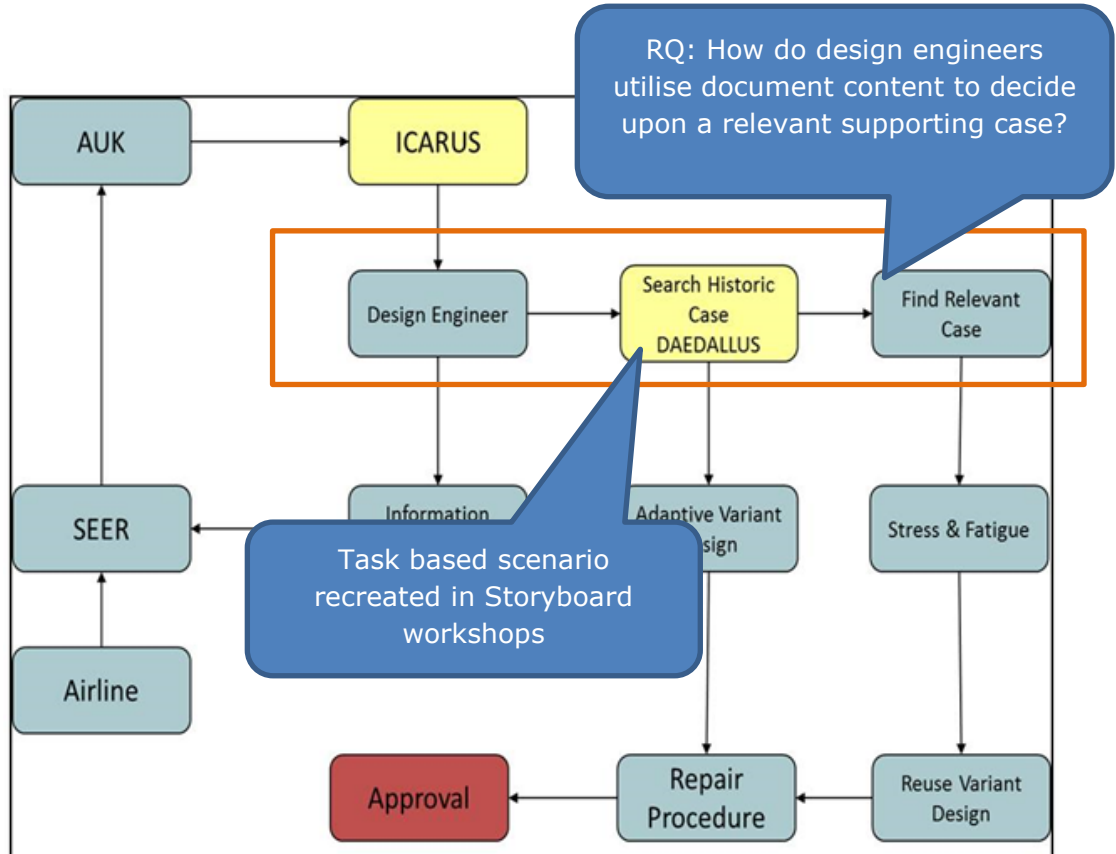 RQ: How do design engineers
utilise document content to decide
upon a relevant supporting case?
AUK
ICARUS
Design Engineer
Search Historic
Case
DAEDALLUS
Find Relevant
Case
SEER
Information
Adaptive Variant
sign
Stress & Fatigue
Task based scenario
recreated in Storyboard
workshops
Airline
Approval
Repair
Procedure
Reuse Variant
Design